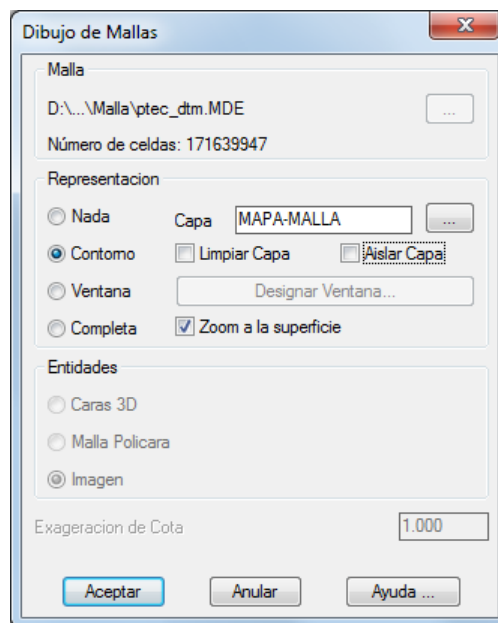 Dibujo de Mallas
Malla
D:\...\Malla\ptec_dtm.MDE
...
Número de celdas: 171639947
Representacion
Nada
Capa
MAPA-MALLA
...
Contorno
Limpiar Capa
Aislar Capa
Ventana
Designar Ventana...
Completa
Zoom a la superficie
Entidades
Caras 3D
Malla Policara
Imagen
Exageracion de Cota
1.000
Aceptar
Anular
Ayuda ...